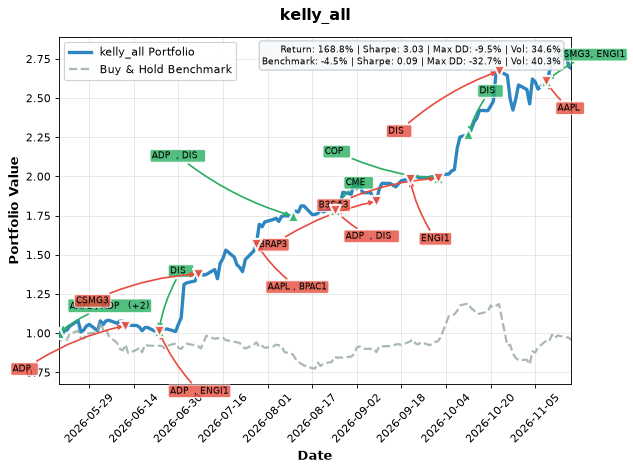 kelly_all
kelly_all Portfolio
Buy & Hold Benchmark
Return: 168.8% | Sharpe: 3.03 | Max DD: -9.5% | Vol: 34.6%
Benchmark: -4.5% | Sharpe: 0.09 | Max DD: -32.7% | Vol: 40.3%
CSMG3, ENGI1
DIS
AAPL
DIS
COP
ADP , DIS
CME
B3SA3
BRAP3
ADP , DIS
ENGI1
DIS
AAPL , BPAC1
CSMG3
ADP (+2)
ADP
ADP , ENGI1
2.75
2.50
2.25
2.00
1.75
1.50
1.25
1.00
Portfolio Value
2026-05-29
2026-06-14
2026-06-30
2026-07-16
2026-08-01
2026-08-17
2026-09-02
2026-09-18
2026-10-04
2026-10-20
2026-11-05
Date